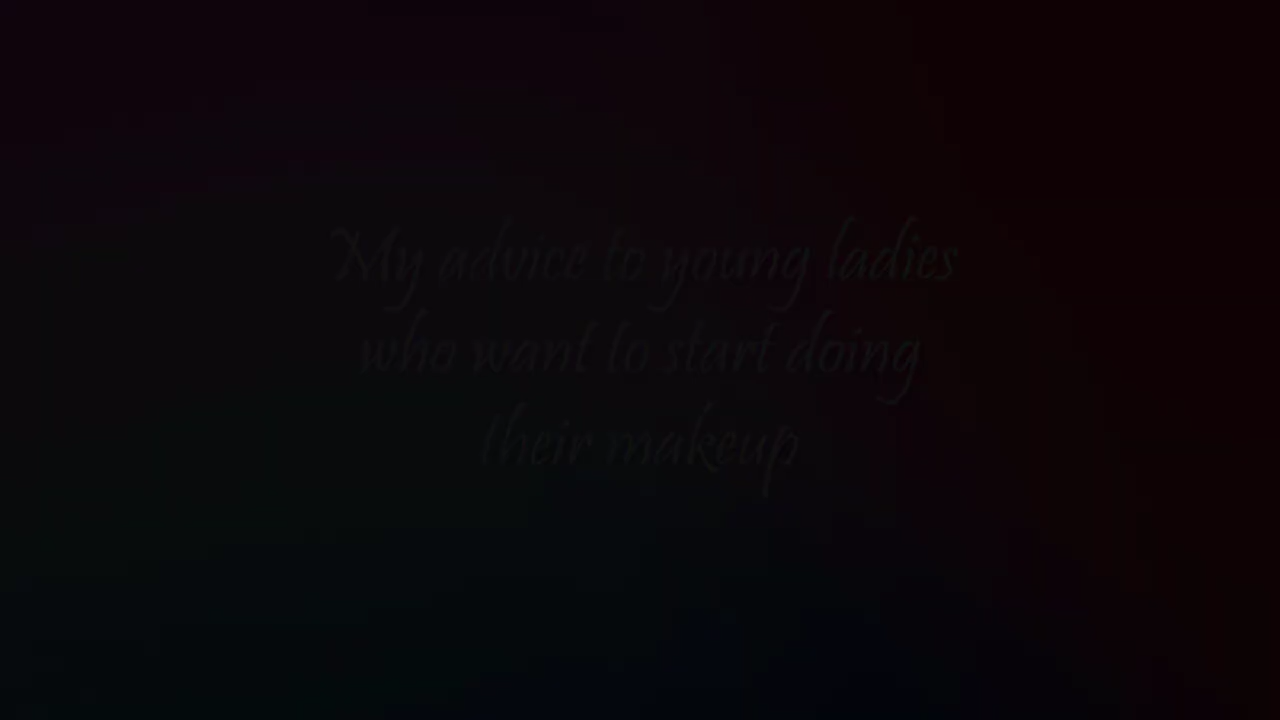 My advice to young ladies
who want to start doing
their makeup